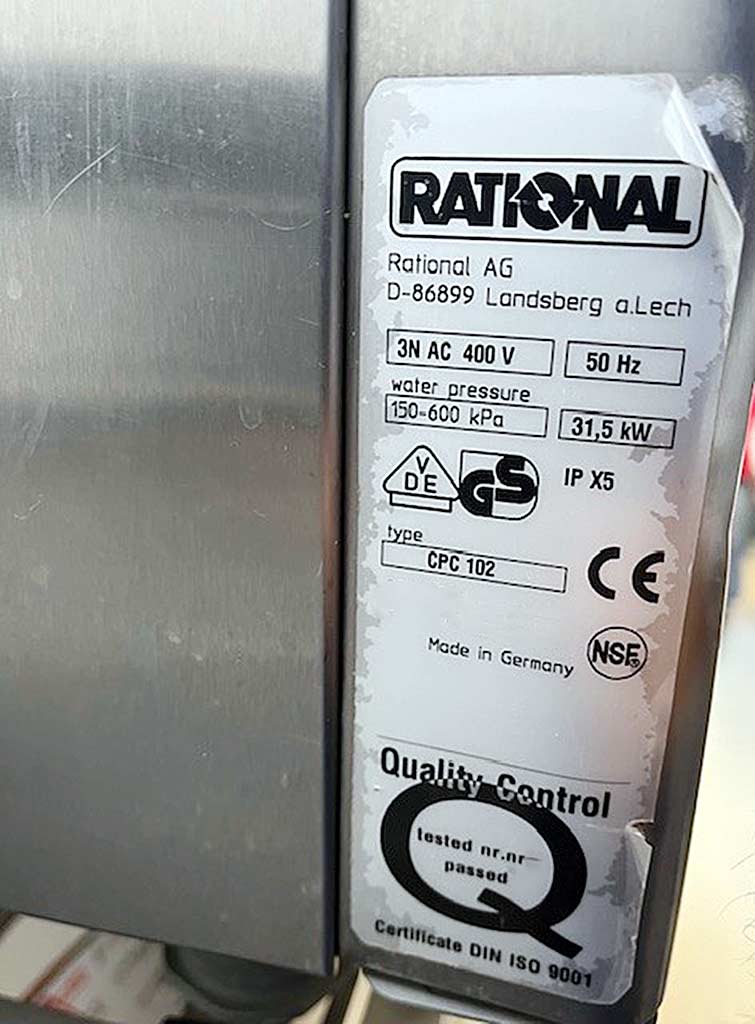 RATIONAL
Rational AG
D-86899 Landsberg a.Lech
3N AC 400 V 50 Hz
water pressure
150-600 kPa 31,5 kW
VDE GS IP X5
type
CPC 102 CE
Made in Germany NSF®
Quality Control
Q
tested nr.nr
passed
Certificate DIN ISO 9001